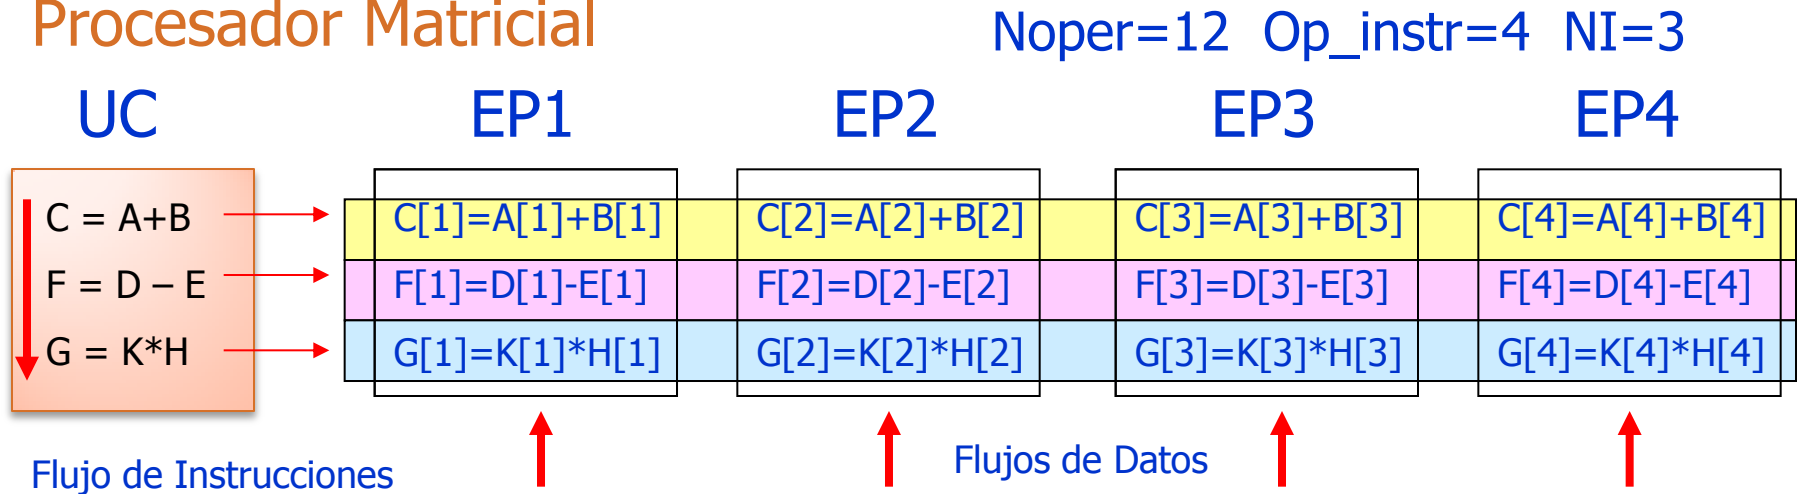 Procesador Matricial
Noper=12 Op_instr=4 NI=3
UC EP1 EP2 EP3 EP4
C = A+B C[1]=A[1]+B[1] C[2]=A[2]+B[2] C[3]=A[3]+B[3] C[4]=A[4]+B[4]
F = D – E F[1]=D[1]-E[1] F[2]=D[2]-E[2] F[3]=D[3]-E[3] F[4]=D[4]-E[4]
G = K*H G[1]=K[1]*H[1] G[2]=K[2]*H[2] G[3]=K[3]*H[3] G[4]=K[4]*H[4]
Flujo de Instrucciones
Flujos de Datos